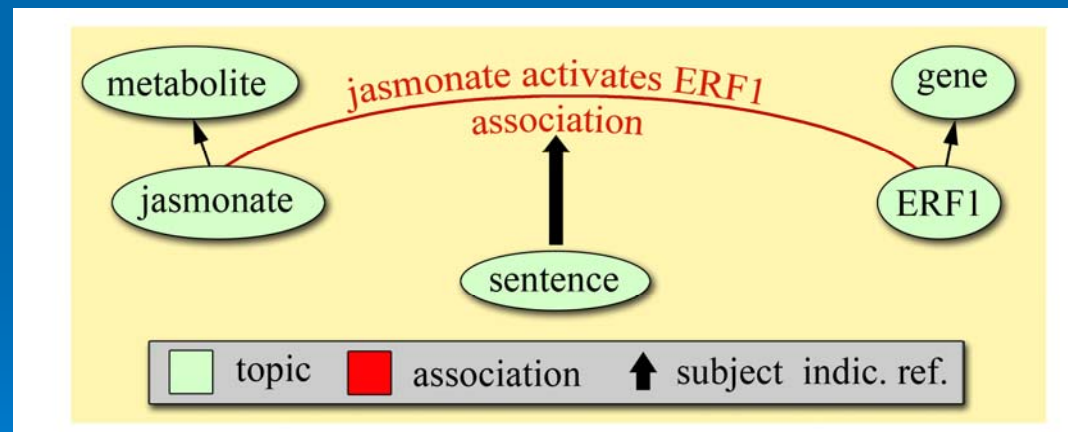 metabolite
jasmonate activates ERF1
association
gene
jasmonate
ERF1
sentence
topic association subject indic. ref.